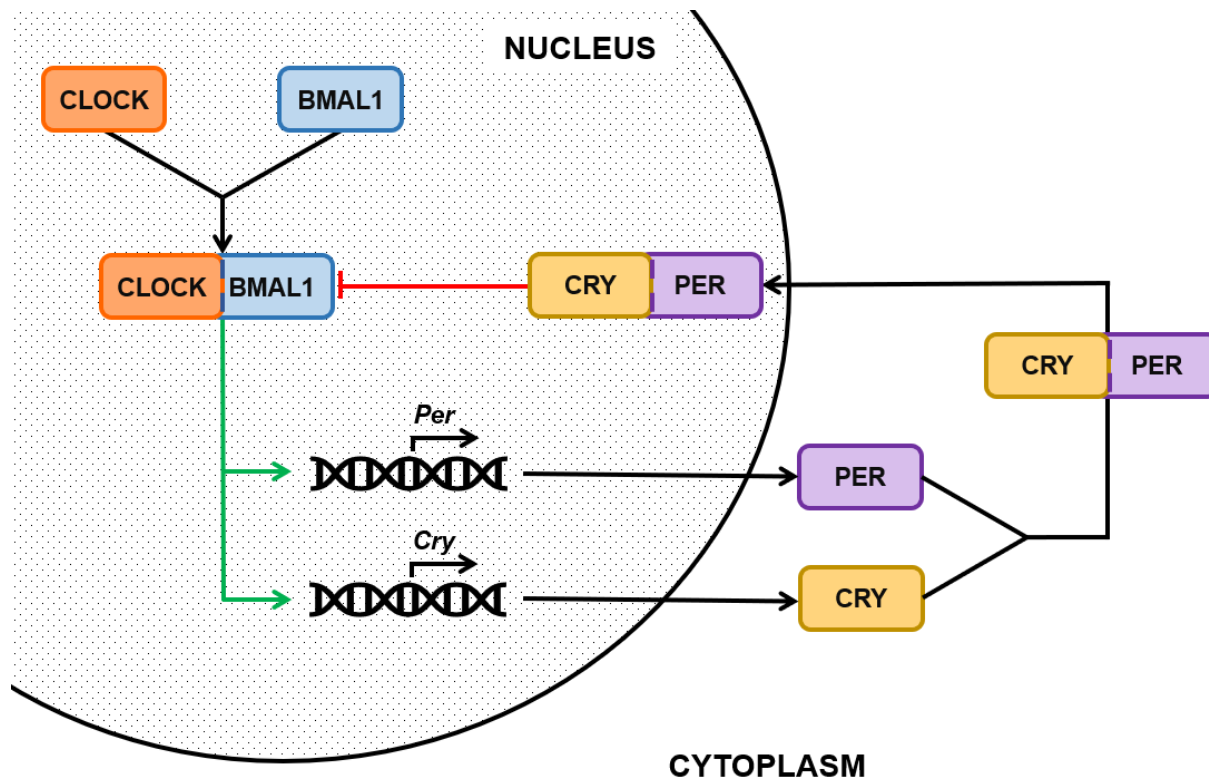 NUCLEUS
CLOCK
BMAL1
CLOCK
BMAL1
CRY
PER
CRY
PER
Per
PER
Cry
CRY
CYTOPLASM